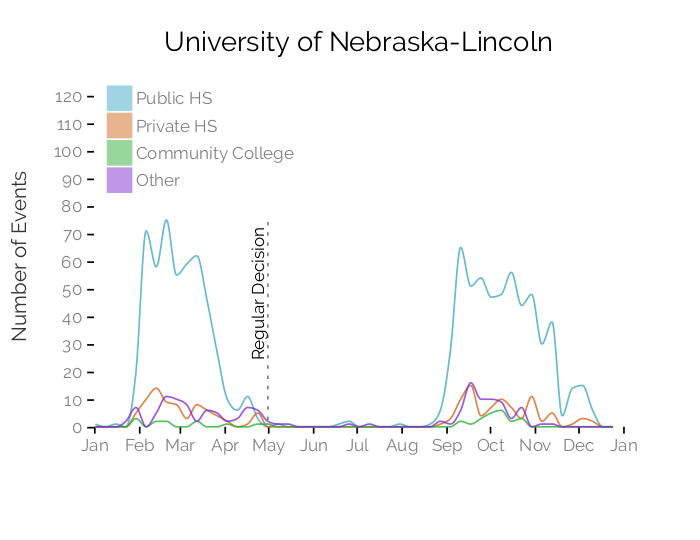 University of Nebraska-Lincoln
120
110
100
90
80
70
60
50
40
30
20
10
0
Number of Events
Public HS
Private HS
Community College
Other
Regular Decision
Jan Feb Mar Apr May Jun Jul Aug Sep Oct Nov Dec Jan